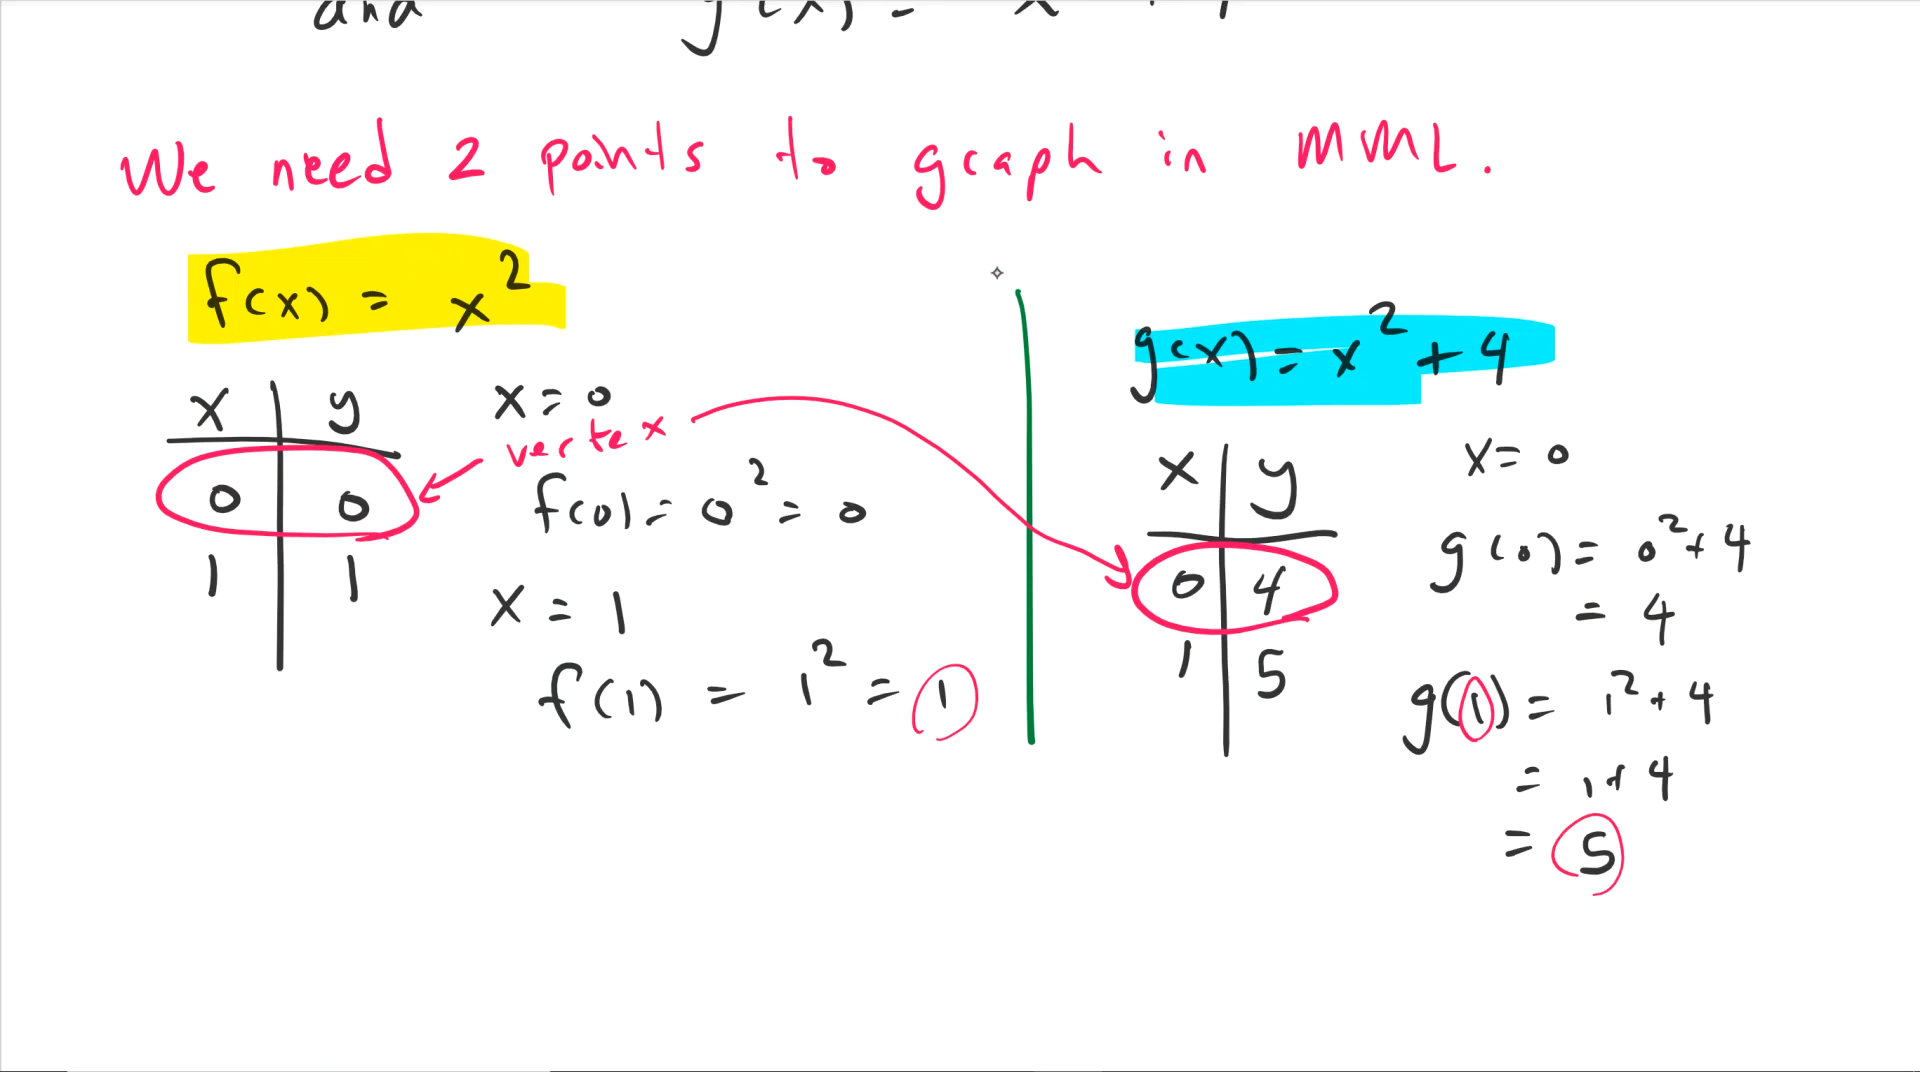 and g(x) = x + 4
We need 2 points to graph in MML.
f(x) = x²
x | y
0 | 0
1 | 1
x = 0
vertex
f(0) = 0² = 0
x = 1
f(1) = 1² = 1
g(x) = x² + 4
x | y
0 | 4
1 | 5
x = 0
g(0) = 0² + 4
= 4
g(1) = 1² + 4
= 1 + 4
= 5